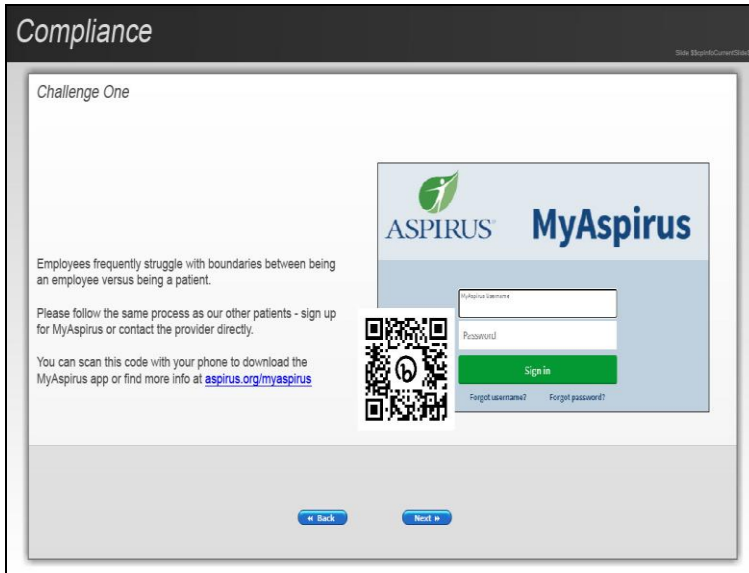 Compliance
Slide $$cpInfoCurrentSlide
Challenge One
ASPIRUS
MyAspirus
Employees frequently struggle with boundaries between being
an employee versus being a patient.
Please follow the same process as our other patients - sign up
for MyAspirus or contact the provider directly.
You can scan this code with your phone to download the
MyAspirus app or find more info at aspirus.org/myaspirus
MyAspirus Username
Password
Sign in
Forgot username? Forgot password?
« Back
Next »